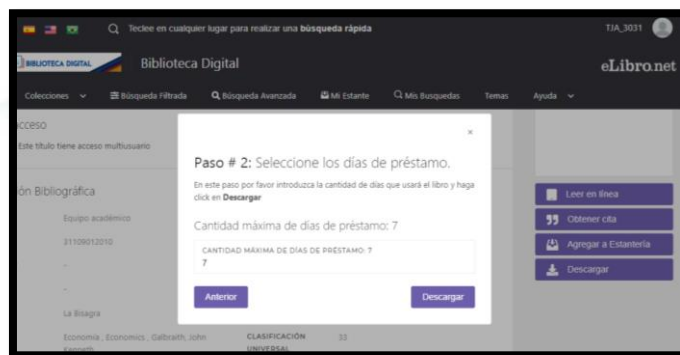 Teclee en cualquier lugar para realizar una búsqueda rápida
TJA_3031
BIBLIOTECA DIGITAL
Biblioteca Digital
eLibro.net
Colecciones
Búsqueda Filtrada
Búsqueda Avanzada
Mi Estante
Mis Busquedas
Temas
Ayuda
acceso
Este título tiene acceso multiusuario
ón Bibliográfica
Equipo académico
31109012010
-
-
La Bisagra
Economía , Economics , Galbraith, John
Kenneth
CLASIFICACIÓN
UNIVERSAL
33
×
Paso # 2: Seleccione los días de préstamo.
En este paso por favor introduzca la cantidad de días que usará el libro y haga
click en Descargar
Cantidad máxima de días de préstamo: 7
CANTIDAD MÁXIMA DE DÍAS DE PRÉSTAMO: 7
7
Anterior
Descargar
Leer en línea
Obtener cita
Agregar a Estantería
Descargar